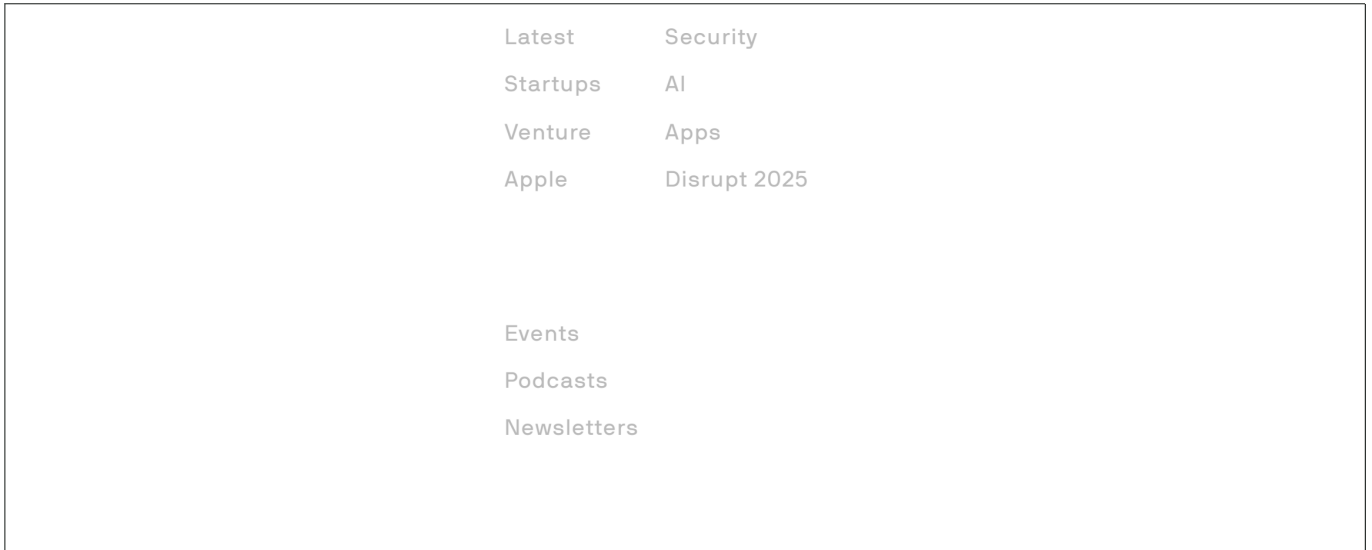 Latest
Startups
Venture
Apple
Security
AI
Apps
Disrupt 2025
Events
Podcasts
Newsletters